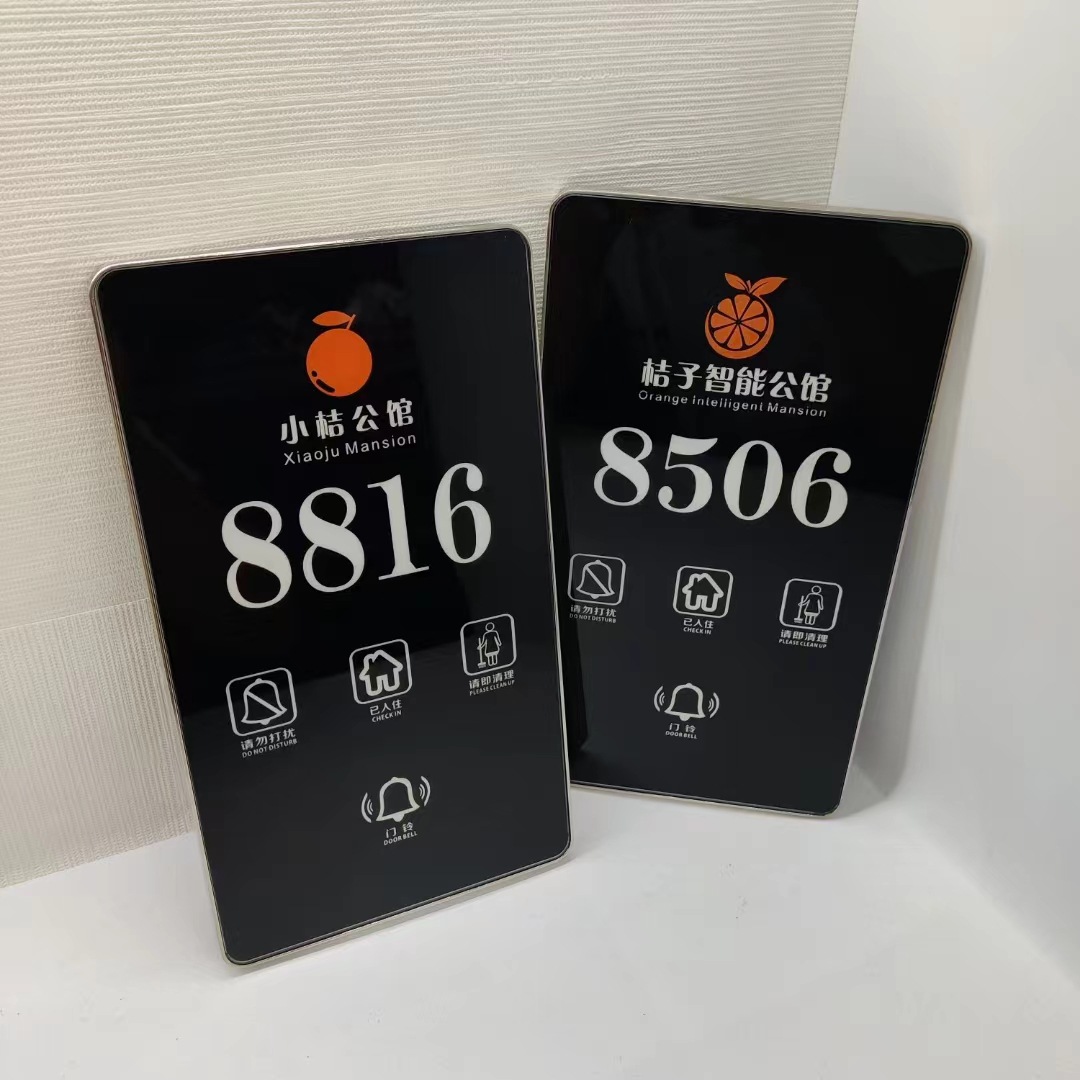 小桔公馆
Xiaoju Mansion
8816
请勿打扰
DO NOT DISTURB
已入住
CHECK IN
请即清理
PLEASE CLEAN UP
门铃
DOOR BELL
桔子智能公馆
Orange Intelligent Mansion
8506
请勿打扰
DO NOT DISTURB
已入住
CHECK IN
请即清理
PLEASE CLEAN UP
门铃
DOOR BELL